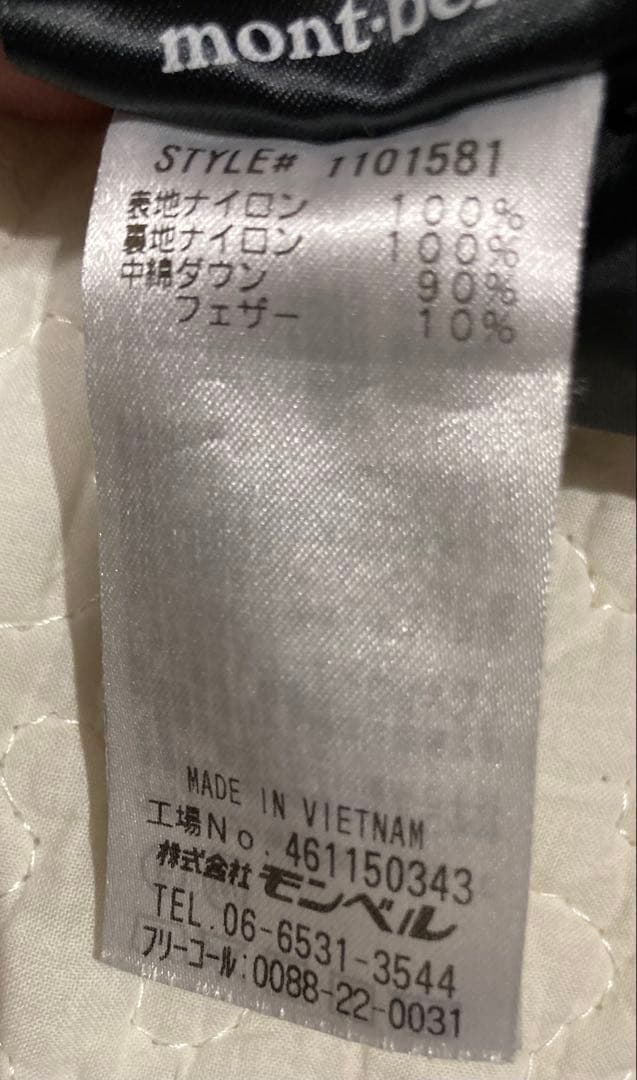 mont-bel
STYLE# 1101581
表地ナイロン 100%
裏地ナイロン 100%
中綿ダウン 90%
フェザー 10%
MADE IN VIETNAM
工場No. 461150343
株式会社 モンベル
TEL. 06-6531-3544
フリーコール:0088-22-0031